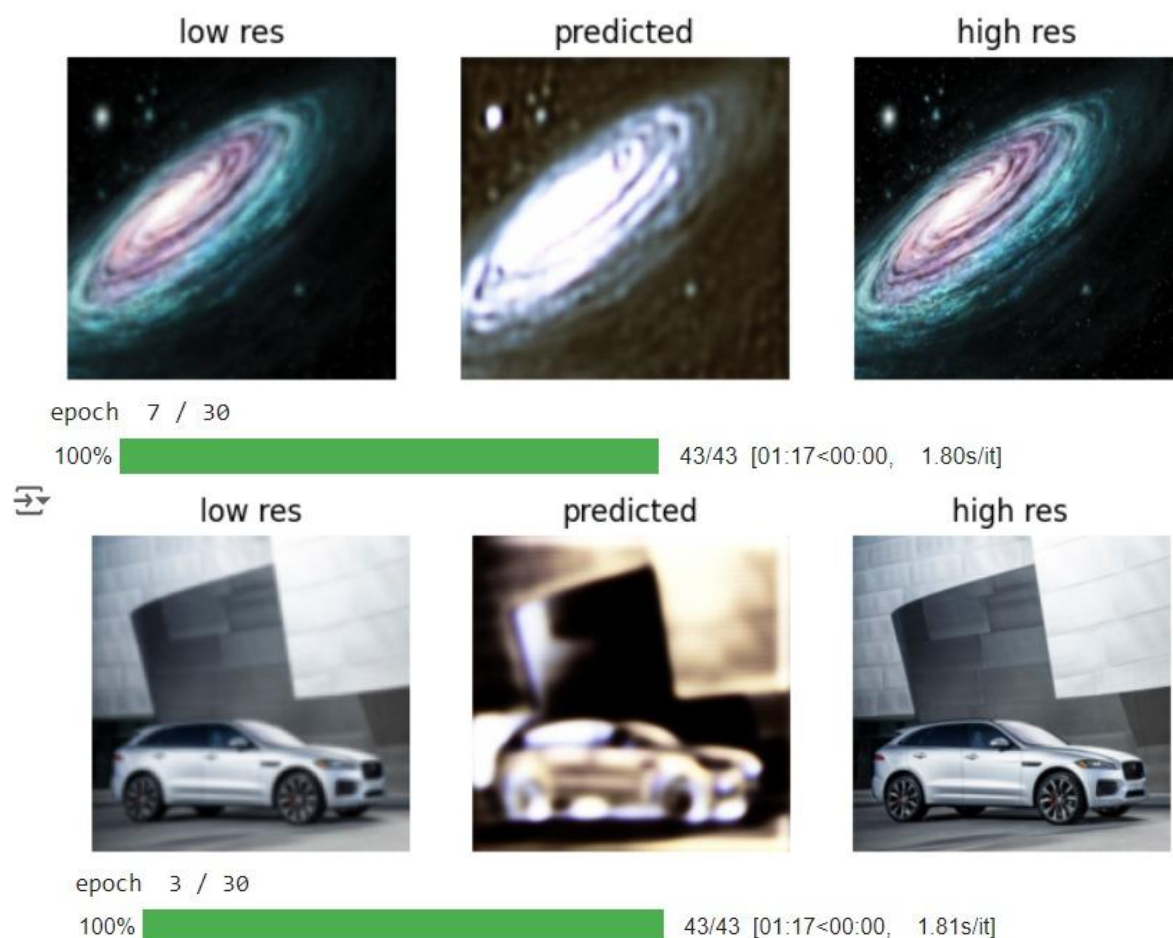 low res predicted high res
epoch 7 / 30
100% 43/43 [01:17<00:00, 1.80s/it]
low res predicted high res
epoch 3 / 30
100% 43/43 [01:17<00:00, 1.81s/it]